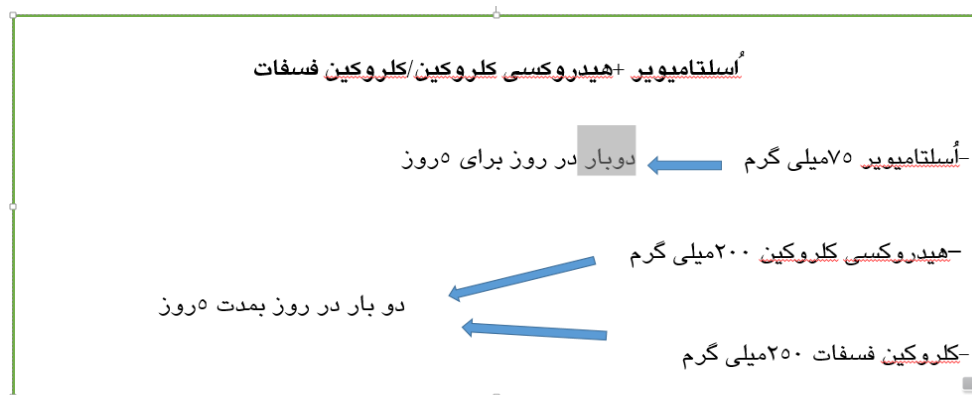 اُسلتامیویر +هیدروکسی کلروکین/کلروکین فسفات
-اُسلتامیویر ۷۵میلی گرم دوبار در روز برای ۵روز
–هیدروکسی کلروکین ۲۰۰میلی گرم
دو بار در روز بمدت ۵روز
-کلروکین فسفات ۲۵۰میلی گرم